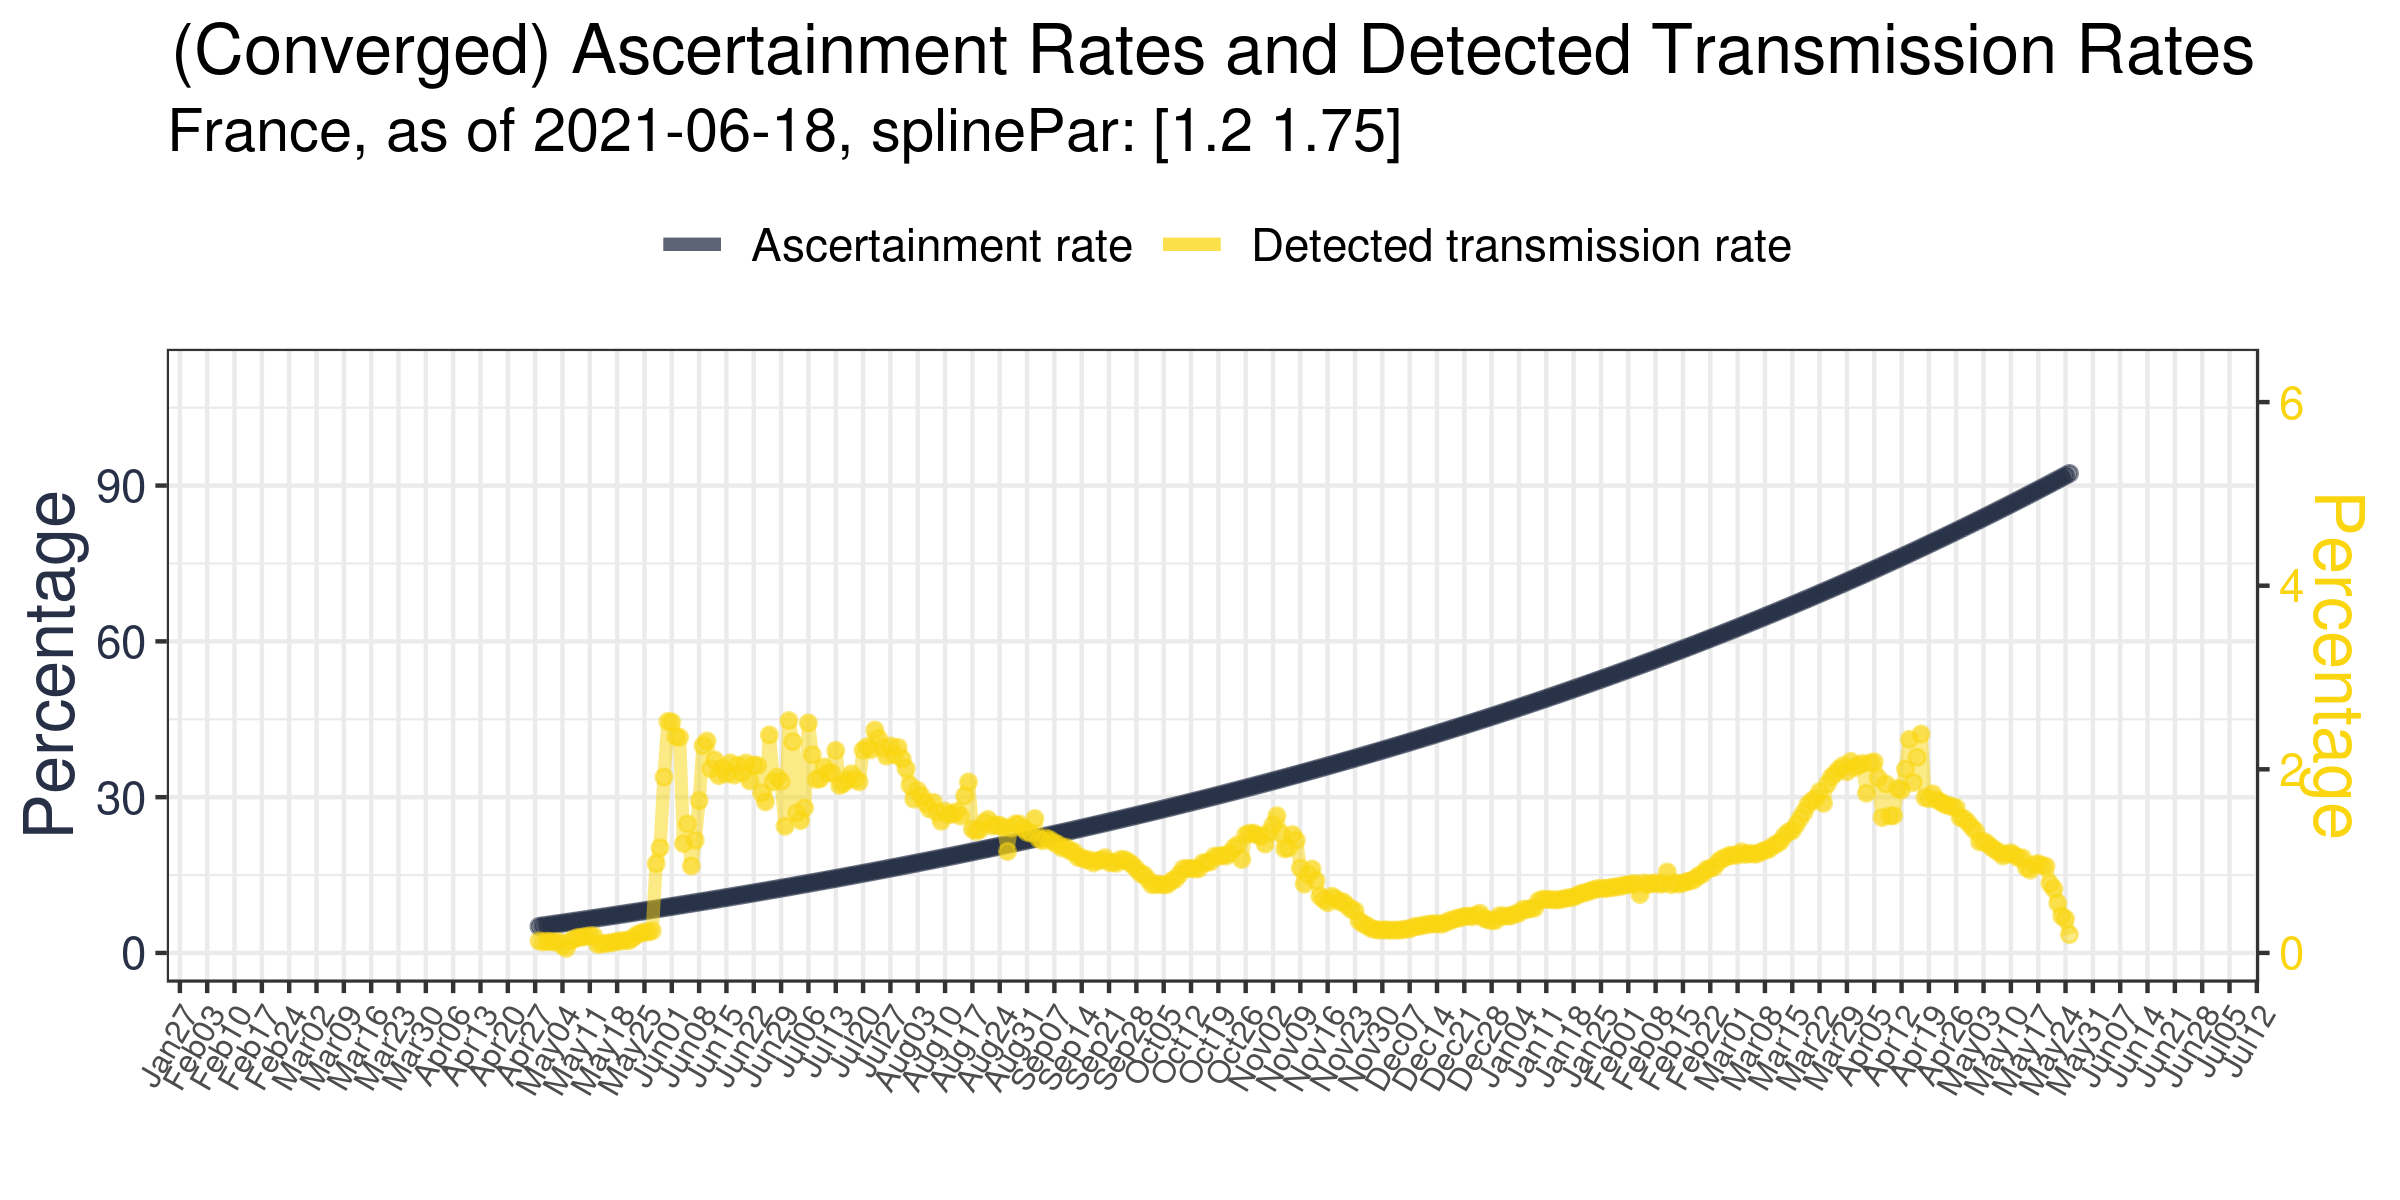 (Converged) Ascertainment Rates and Detected Transmission Rates
France, as of 2021-06-18, splinePar: [1.2 1.75]
Ascertainment rate
Detected transmission rate
Percentage
90
60
30
0
6
4
2
0
Percentage
Jan27
Feb03
Feb10
Feb17
Feb24
Mar02
Mar09
Mar16
Mar23
Mar30
Apr06
Apr13
Apr20
Apr27
May04
May11
May18
May25
Jun01
Jun08
Jun15
Jun22
Jun29
Jul06
Jul13
Jul20
Jul27
Aug03
Aug10
Aug17
Aug24
Aug31
Sep07
Sep14
Sep21
Sep28
Oct05
Oct12
Oct19
Oct26
Nov02
Nov09
Nov16
Nov23
Nov30
Dec07
Dec14
Dec21
Dec28
Jan04
Jan11
Jan18
Jan25
Feb01
Feb08
Feb15
Feb22
Mar01
Mar08
Mar15
Mar22
Mar29
Apr05
Apr12
Apr19
Apr26
May03
May10
May17
May24
May31
Jun07
Jun14
Jun21
Jun28
Jul05
Jul12